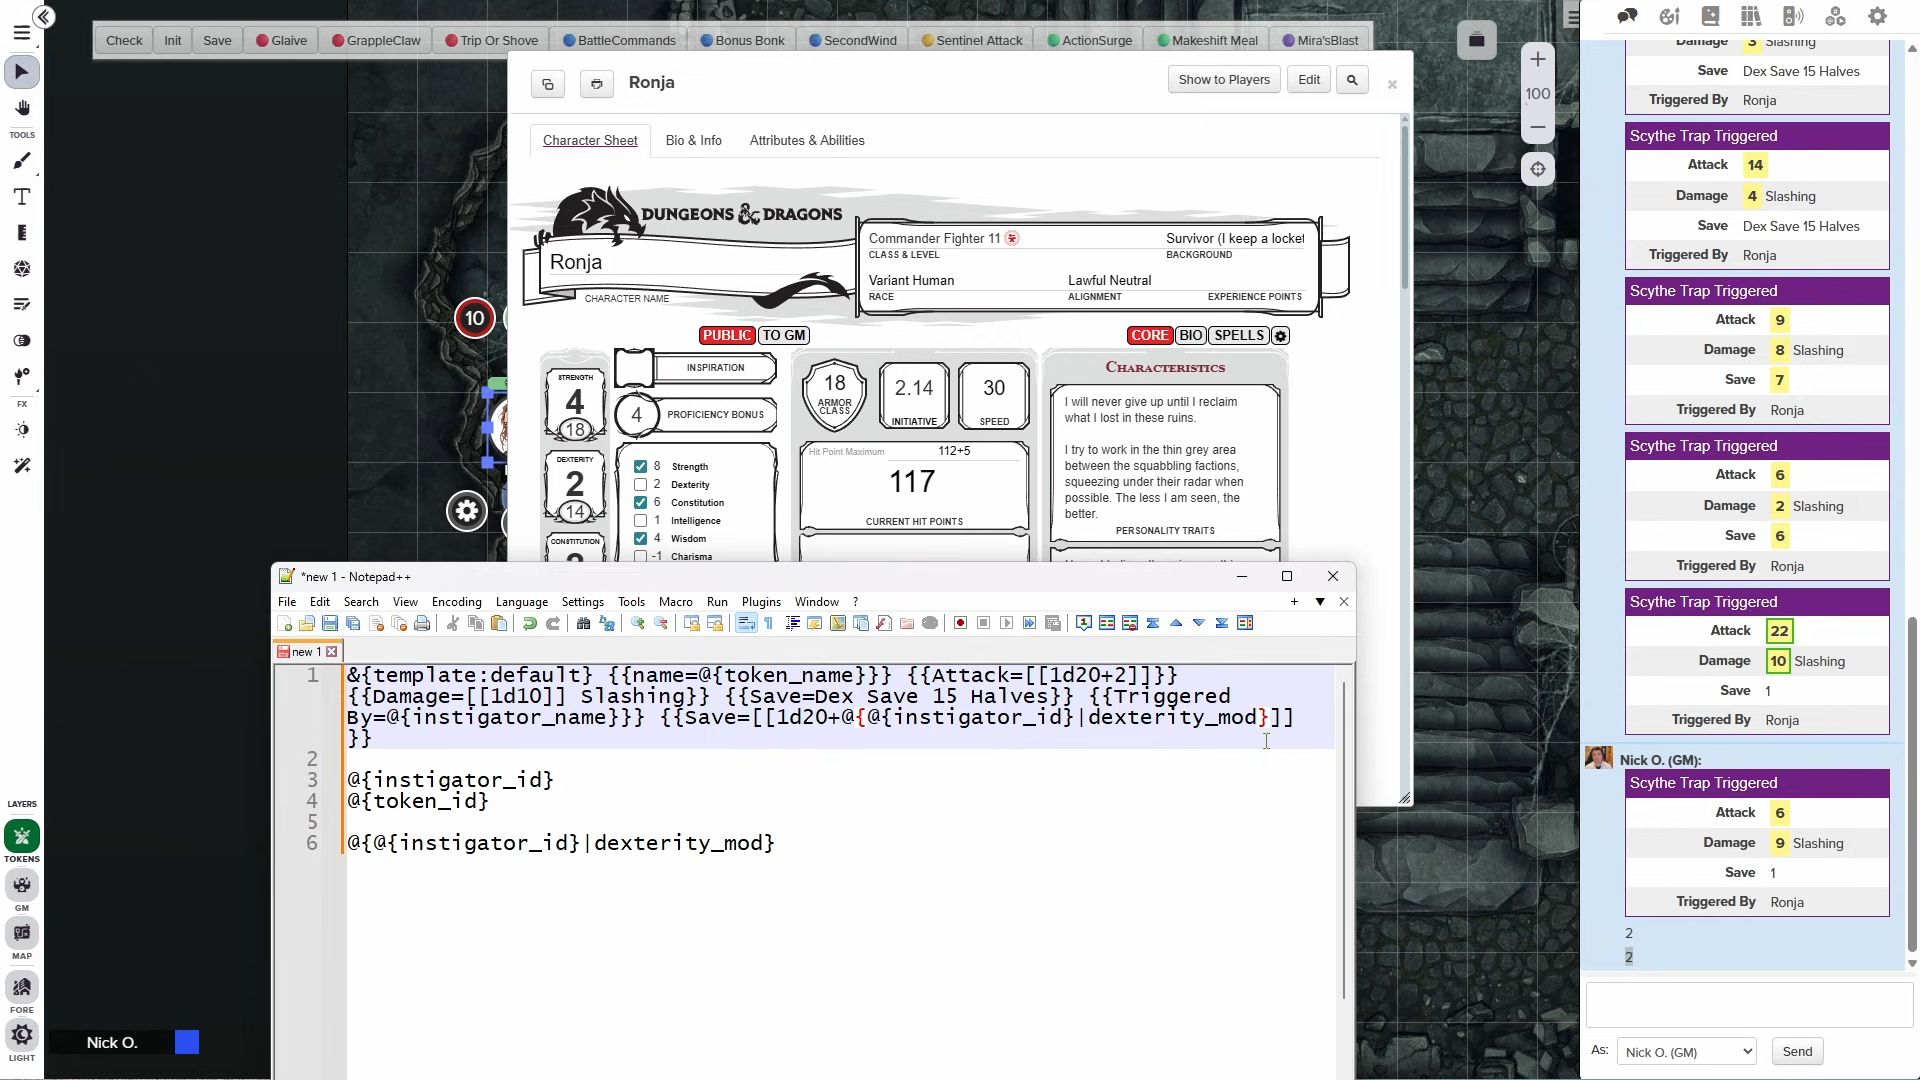 Check Init Save Glaive GrappleClaw Trip Or Shove BattleCommands Bonus Bonk SecondWind Sentinel Attack ActionSurge Makeshift Meal Mira'sBlast
TOOLS
FX
LAYERS
TOKENS
GM
MAP
FORE
LIGHT
Nick O.
10
100
Ronja
Show to Players Edit
Character Sheet Bio & Info Attributes & Abilities
DUNGEONS & DRAGONS
Ronja
CHARACTER NAME
Commander Fighter 11 Survivor (I keep a locket
CLASS & LEVEL BACKGROUND
Variant Human Lawful Neutral
RACE ALIGNMENT EXPERIENCE POINTS
PUBLIC TO GM
CORE BIO SPELLS
STRENGTH
4
18
DEXTERITY
2
14
CONSTITUTION
INSPIRATION
4 PROFICIENCY BONUS
8 Strength
2 Dexterity
6 Constitution
1 Intelligence
4 Wisdom
-1 Charisma
18
ARMOR
CLASS
2.14
INITIATIVE
30
SPEED
Hit Point Maximum 112+5
117
CURRENT HIT POINTS
CHARACTERISTICS
I will never give up until I reclaim
what I lost in these ruins.
I try to work in the thin grey area
between the squabbling factions,
squeezing under their radar when
possible. The less I am seen, the
better.
PERSONALITY TRAITS
*new 1 - Notepad++
File Edit Search View Encoding Language Settings Tools Macro Run Plugins Window ?
new 1
1 &{template:default} {{name=@{token_name}}} {{Attack=[[1d20+2]]}}
{{Damage=[[1d10]] Slashing}} {{Save=Dex Save 15 Halves}} {{Triggered
By=@{instigator_name}}} {{Save=[[1d20+@{@{instigator_id}|dexterity_mod}]]
}}
2
3 @{instigator_id}
4 @{token_id}
5
6 @{@{instigator_id}|dexterity_mod}
Damage 3 Slashing
Save Dex Save 15 Halves
Triggered By Ronja
Scythe Trap Triggered
Attack 14
Damage 4 Slashing
Save Dex Save 15 Halves
Triggered By Ronja
Scythe Trap Triggered
Attack 9
Damage 8 Slashing
Save 7
Triggered By Ronja
Scythe Trap Triggered
Attack 6
Damage 2 Slashing
Save 6
Triggered By Ronja
Scythe Trap Triggered
Attack 22
Damage 10 Slashing
Save 1
Triggered By Ronja
Nick O. (GM):
Scythe Trap Triggered
Attack 6
Damage 9 Slashing
Save 1
Triggered By Ronja
2
2
As: Nick O. (GM) Send